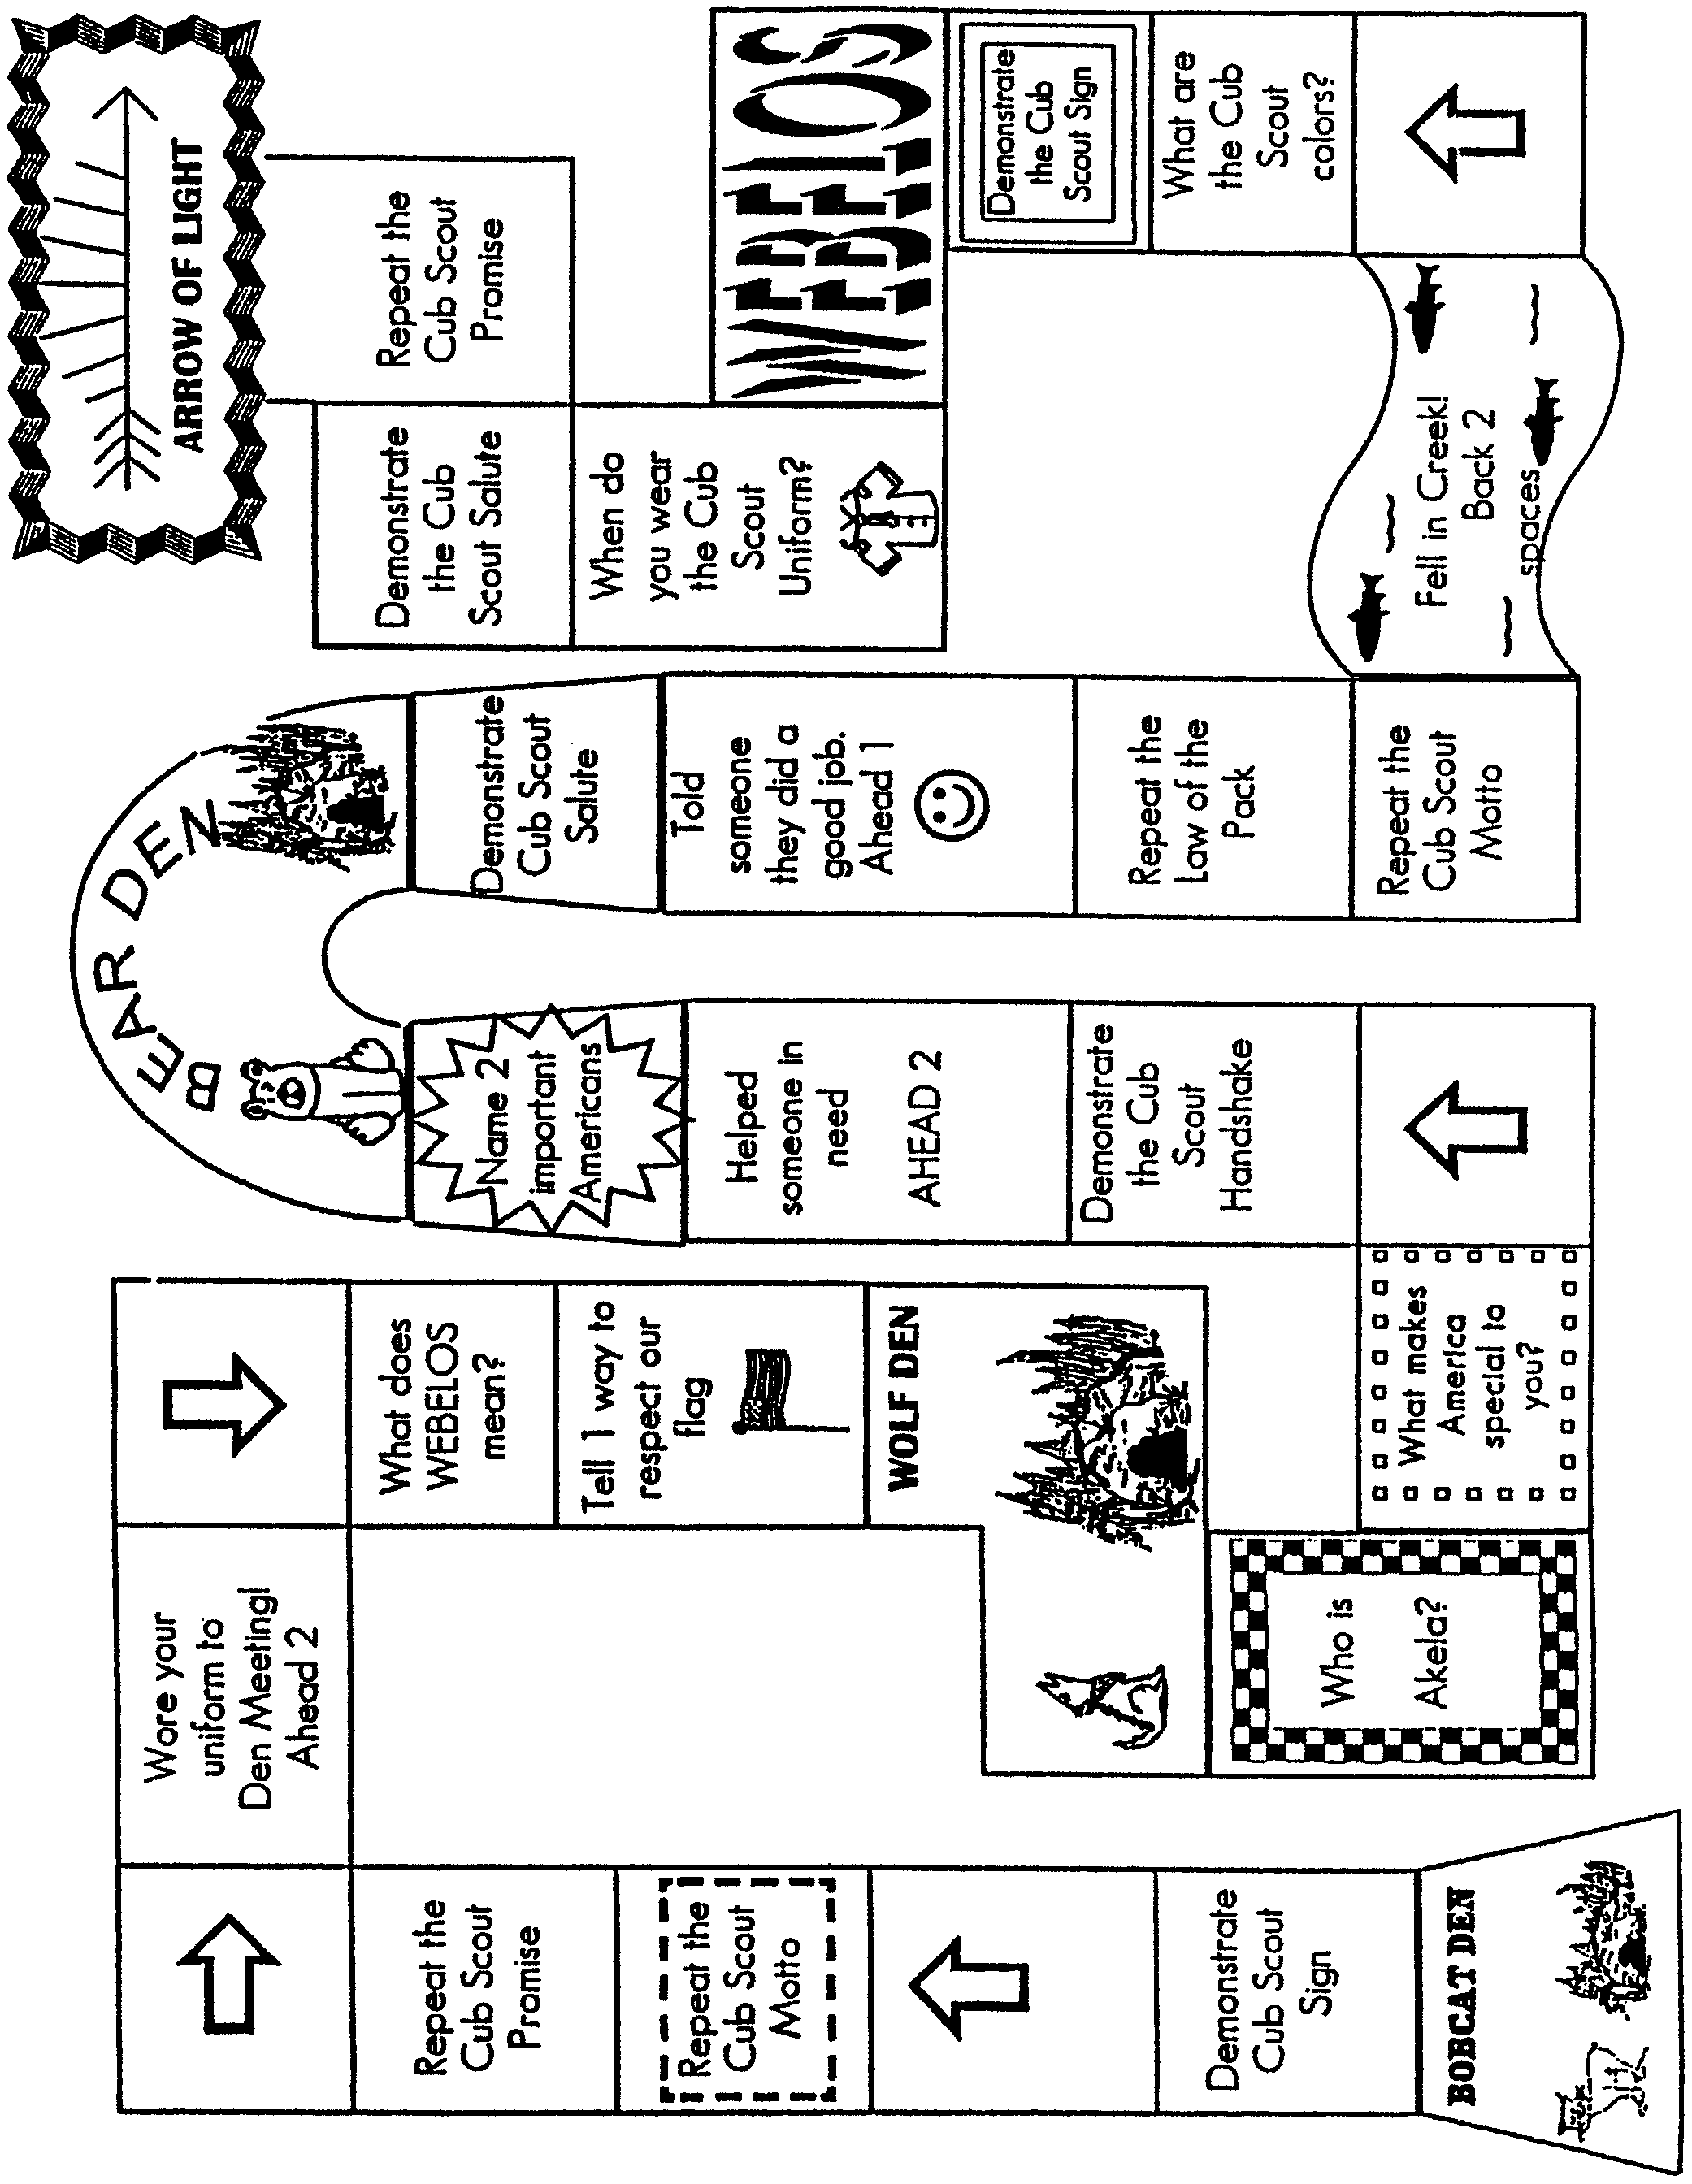 BOBCAT DEN
Demonstrate
Cub Scout
Sign
Repeat the
Cub Scout
Motto
Repeat the
Cub Scout
Promise
Wore your
uniform to
Den Meeting!
Ahead 2
What does
WEBELOS
mean?
Tell 1 way to
respect our
flag
WOLF DEN
Who is
Akela?
What makes
America
special to
you?
Demonstrate
the Cub
Scout
Handshake
Helped
someone in
need
AHEAD 2
Name 2
important
Americans
BEAR DEN
Demonstrate
Cub Scout
Salute
Told
someone
they did a
good job.
Ahead 1
Repeat the
Law of the
Pack
Repeat the
Cub Scout
Motto
Fell in Creek!
Back 2
spaces
What are
the Cub
Scout
colors?
Demonstrate
the Cub
Scout Sign
WEBELOS
When do
you wear
the Cub
Scout
Uniform?
Demonstrate
the Cub
Scout Salute
Repeat the
Cub Scout
Promise
ARROW OF LIGHT